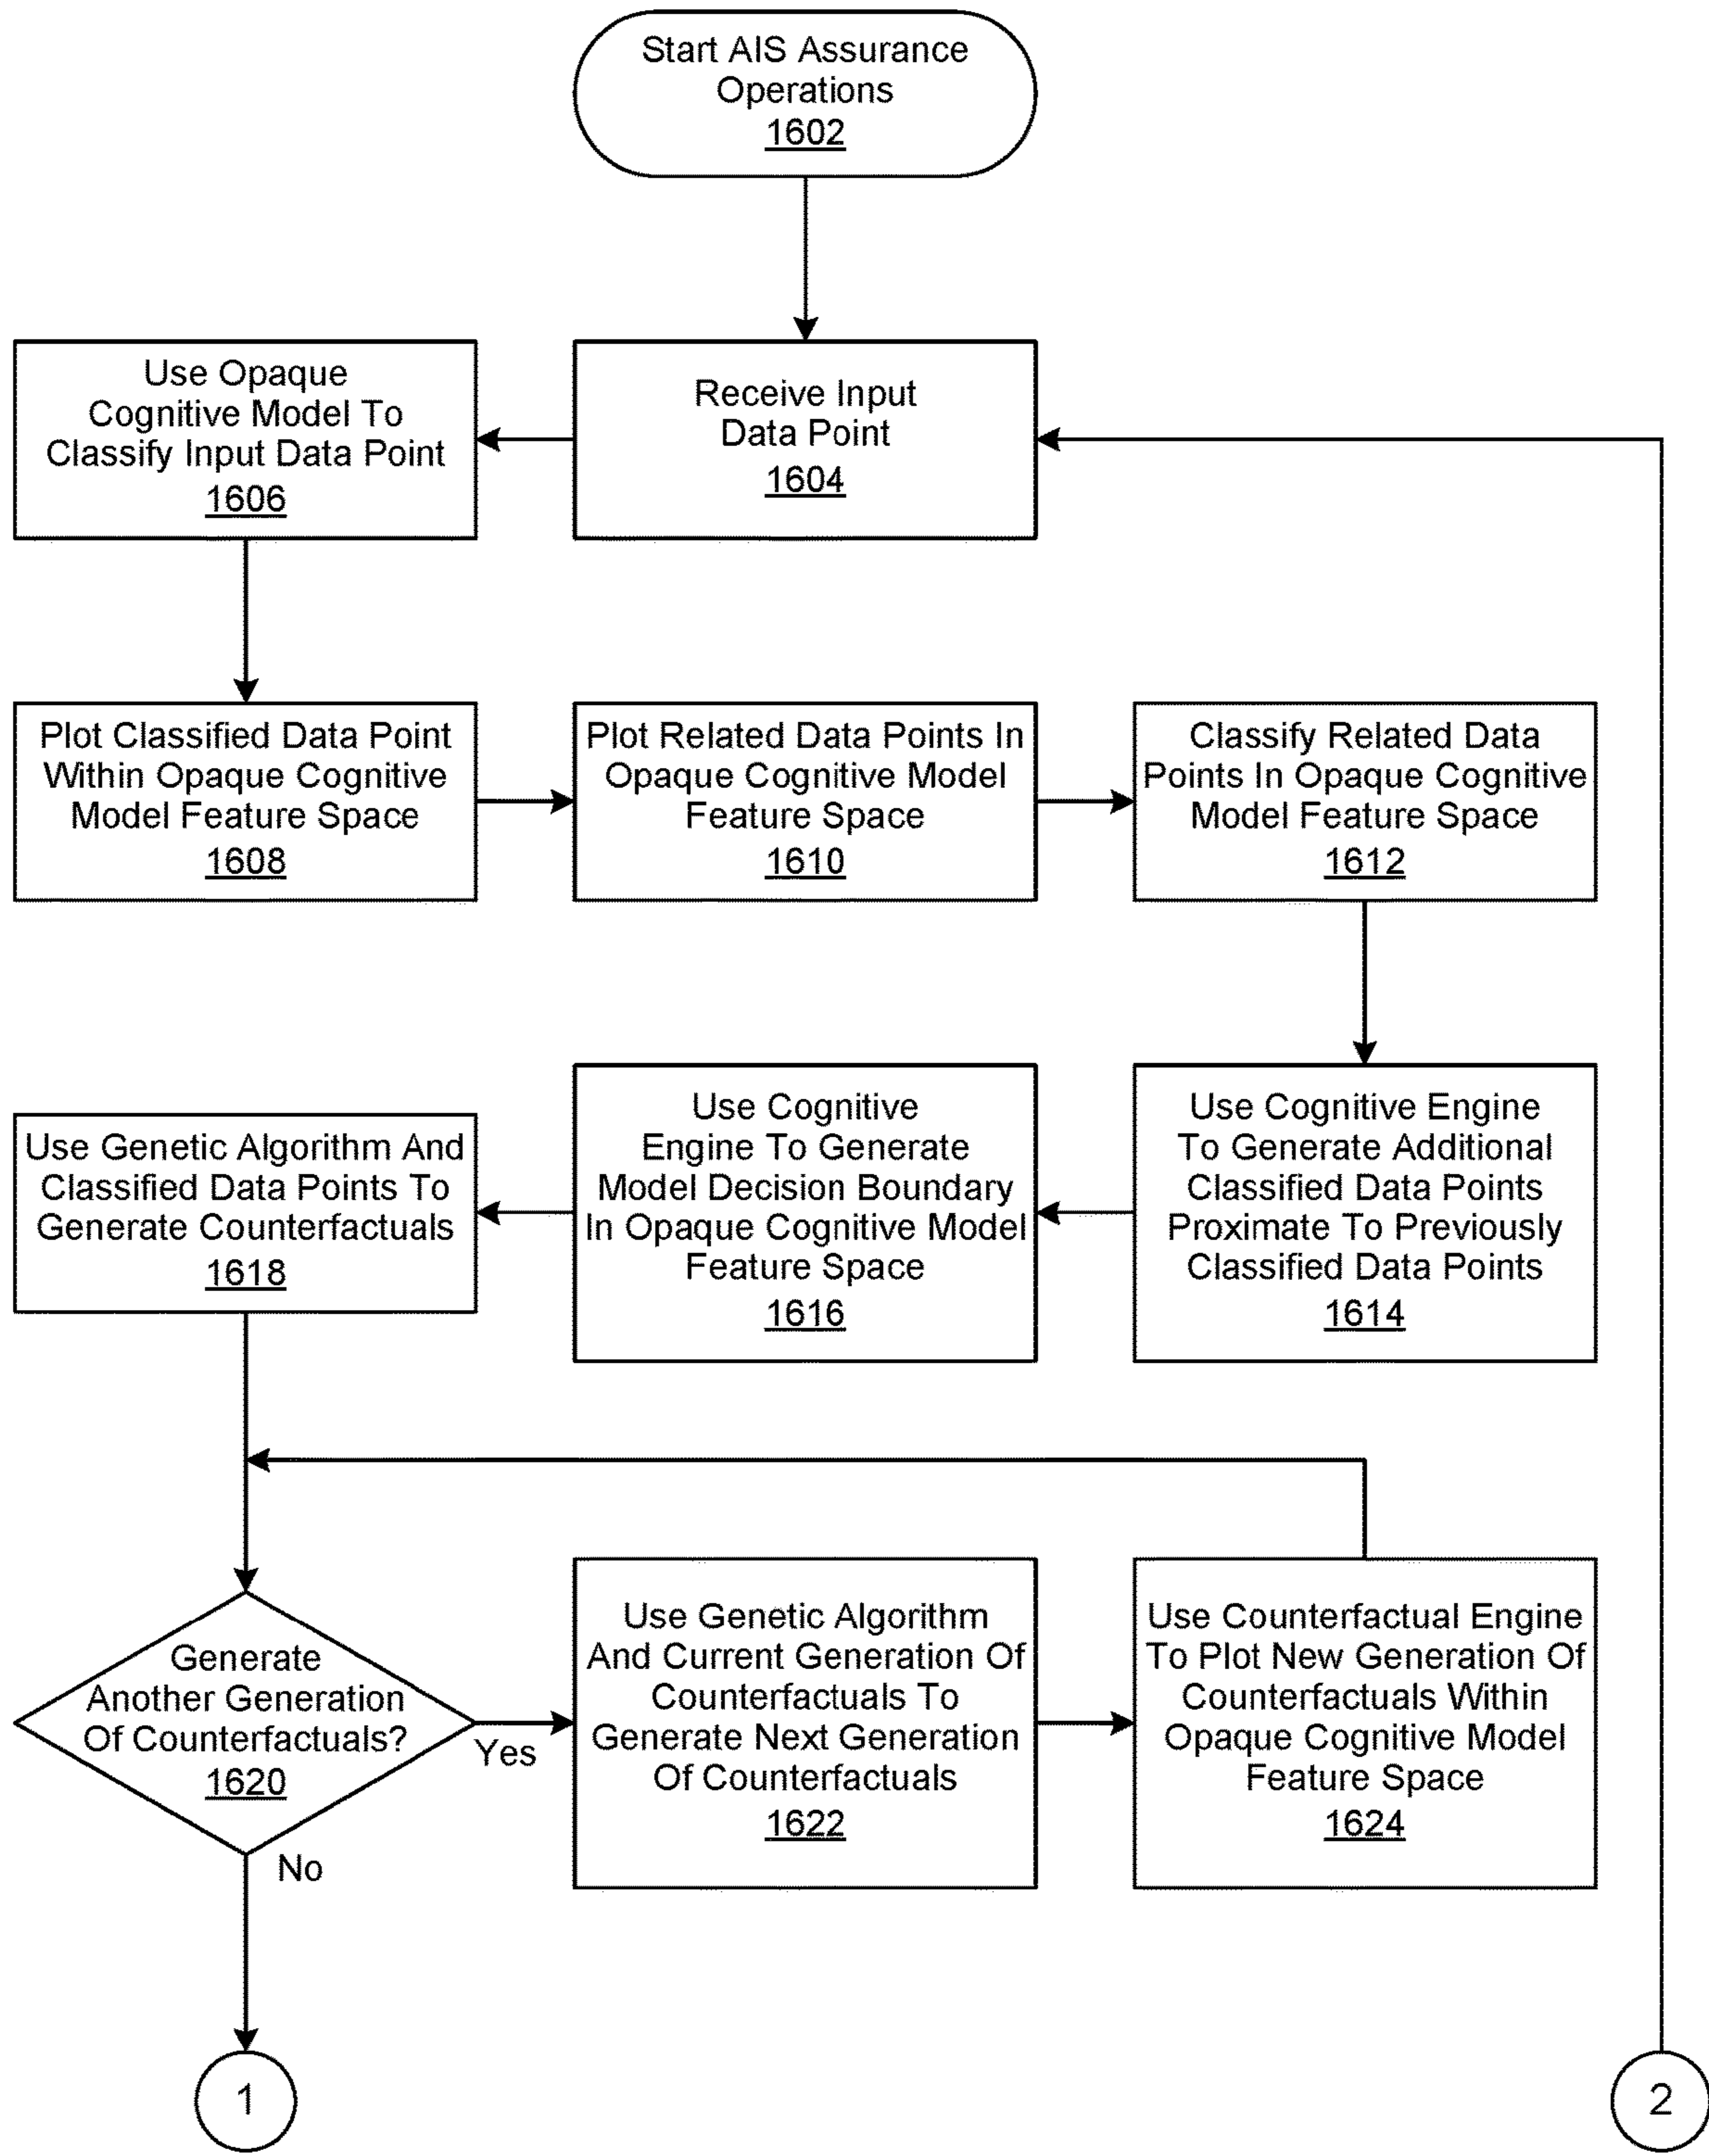 Start AIS Assurance
Operations
1602
Receive Input
Data Point
1604
Use Opaque
Cognitive Model To
Classify Input Data Point
1606
Plot Classified Data Point
Within Opaque Cognitive
Model Feature Space
1608
Plot Related Data Points In
Opaque Cognitive Model
Feature Space
1610
Classify Related Data
Points In Opaque Cognitive
Model Feature Space
1612
Use Cognitive Engine
To Generate Additional
Classified Data Points
Proximate To Previously
Classified Data Points
1614
Use Cognitive
Engine To Generate
Model Decision Boundary
In Opaque Cognitive Model
Feature Space
1616
Use Genetic Algorithm And
Classified Data Points To
Generate Counterfactuals
1618
Generate
Another Generation
Of Counterfactuals?
1620
Yes
No
Use Genetic Algorithm
And Current Generation Of
Counterfactuals To
Generate Next Generation
Of Counterfactuals
1622
Use Counterfactual Engine
To Plot New Generation Of
Counterfactuals Within
Opaque Cognitive Model
Feature Space
1624
1
2